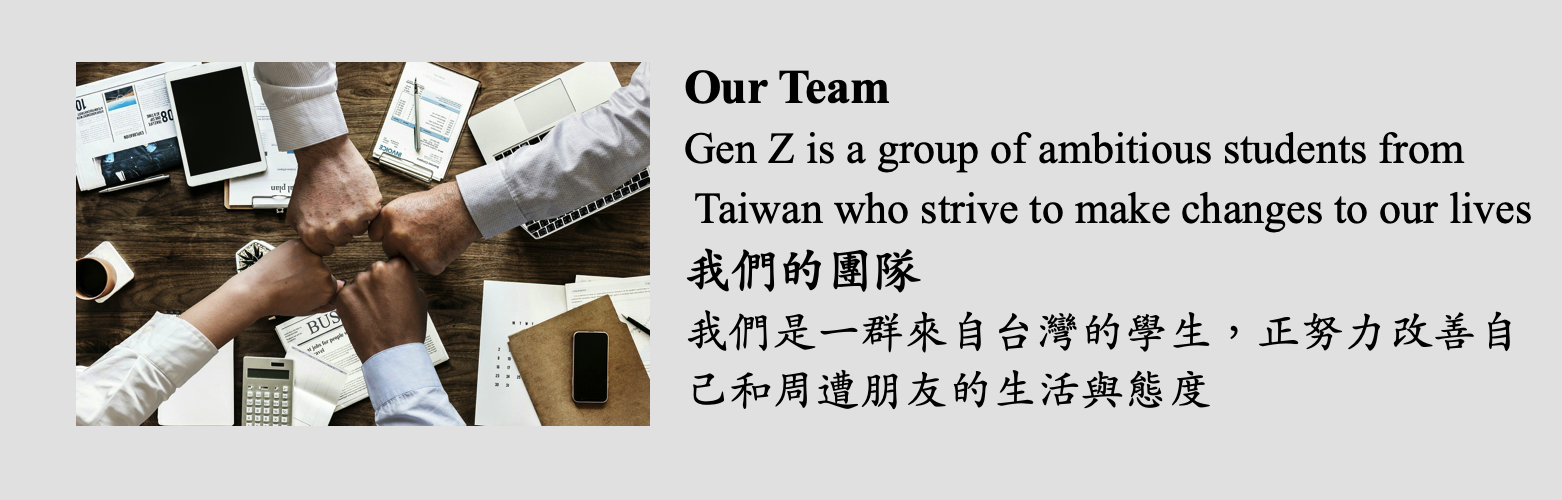 Our Team
Gen Z is a group of ambitious students from
Taiwan who strive to make changes to our lives
我們的團隊
我們是一群來自台灣的學生，正努力改善自
己和周遭朋友的生活與態度
INVOICE
BUS